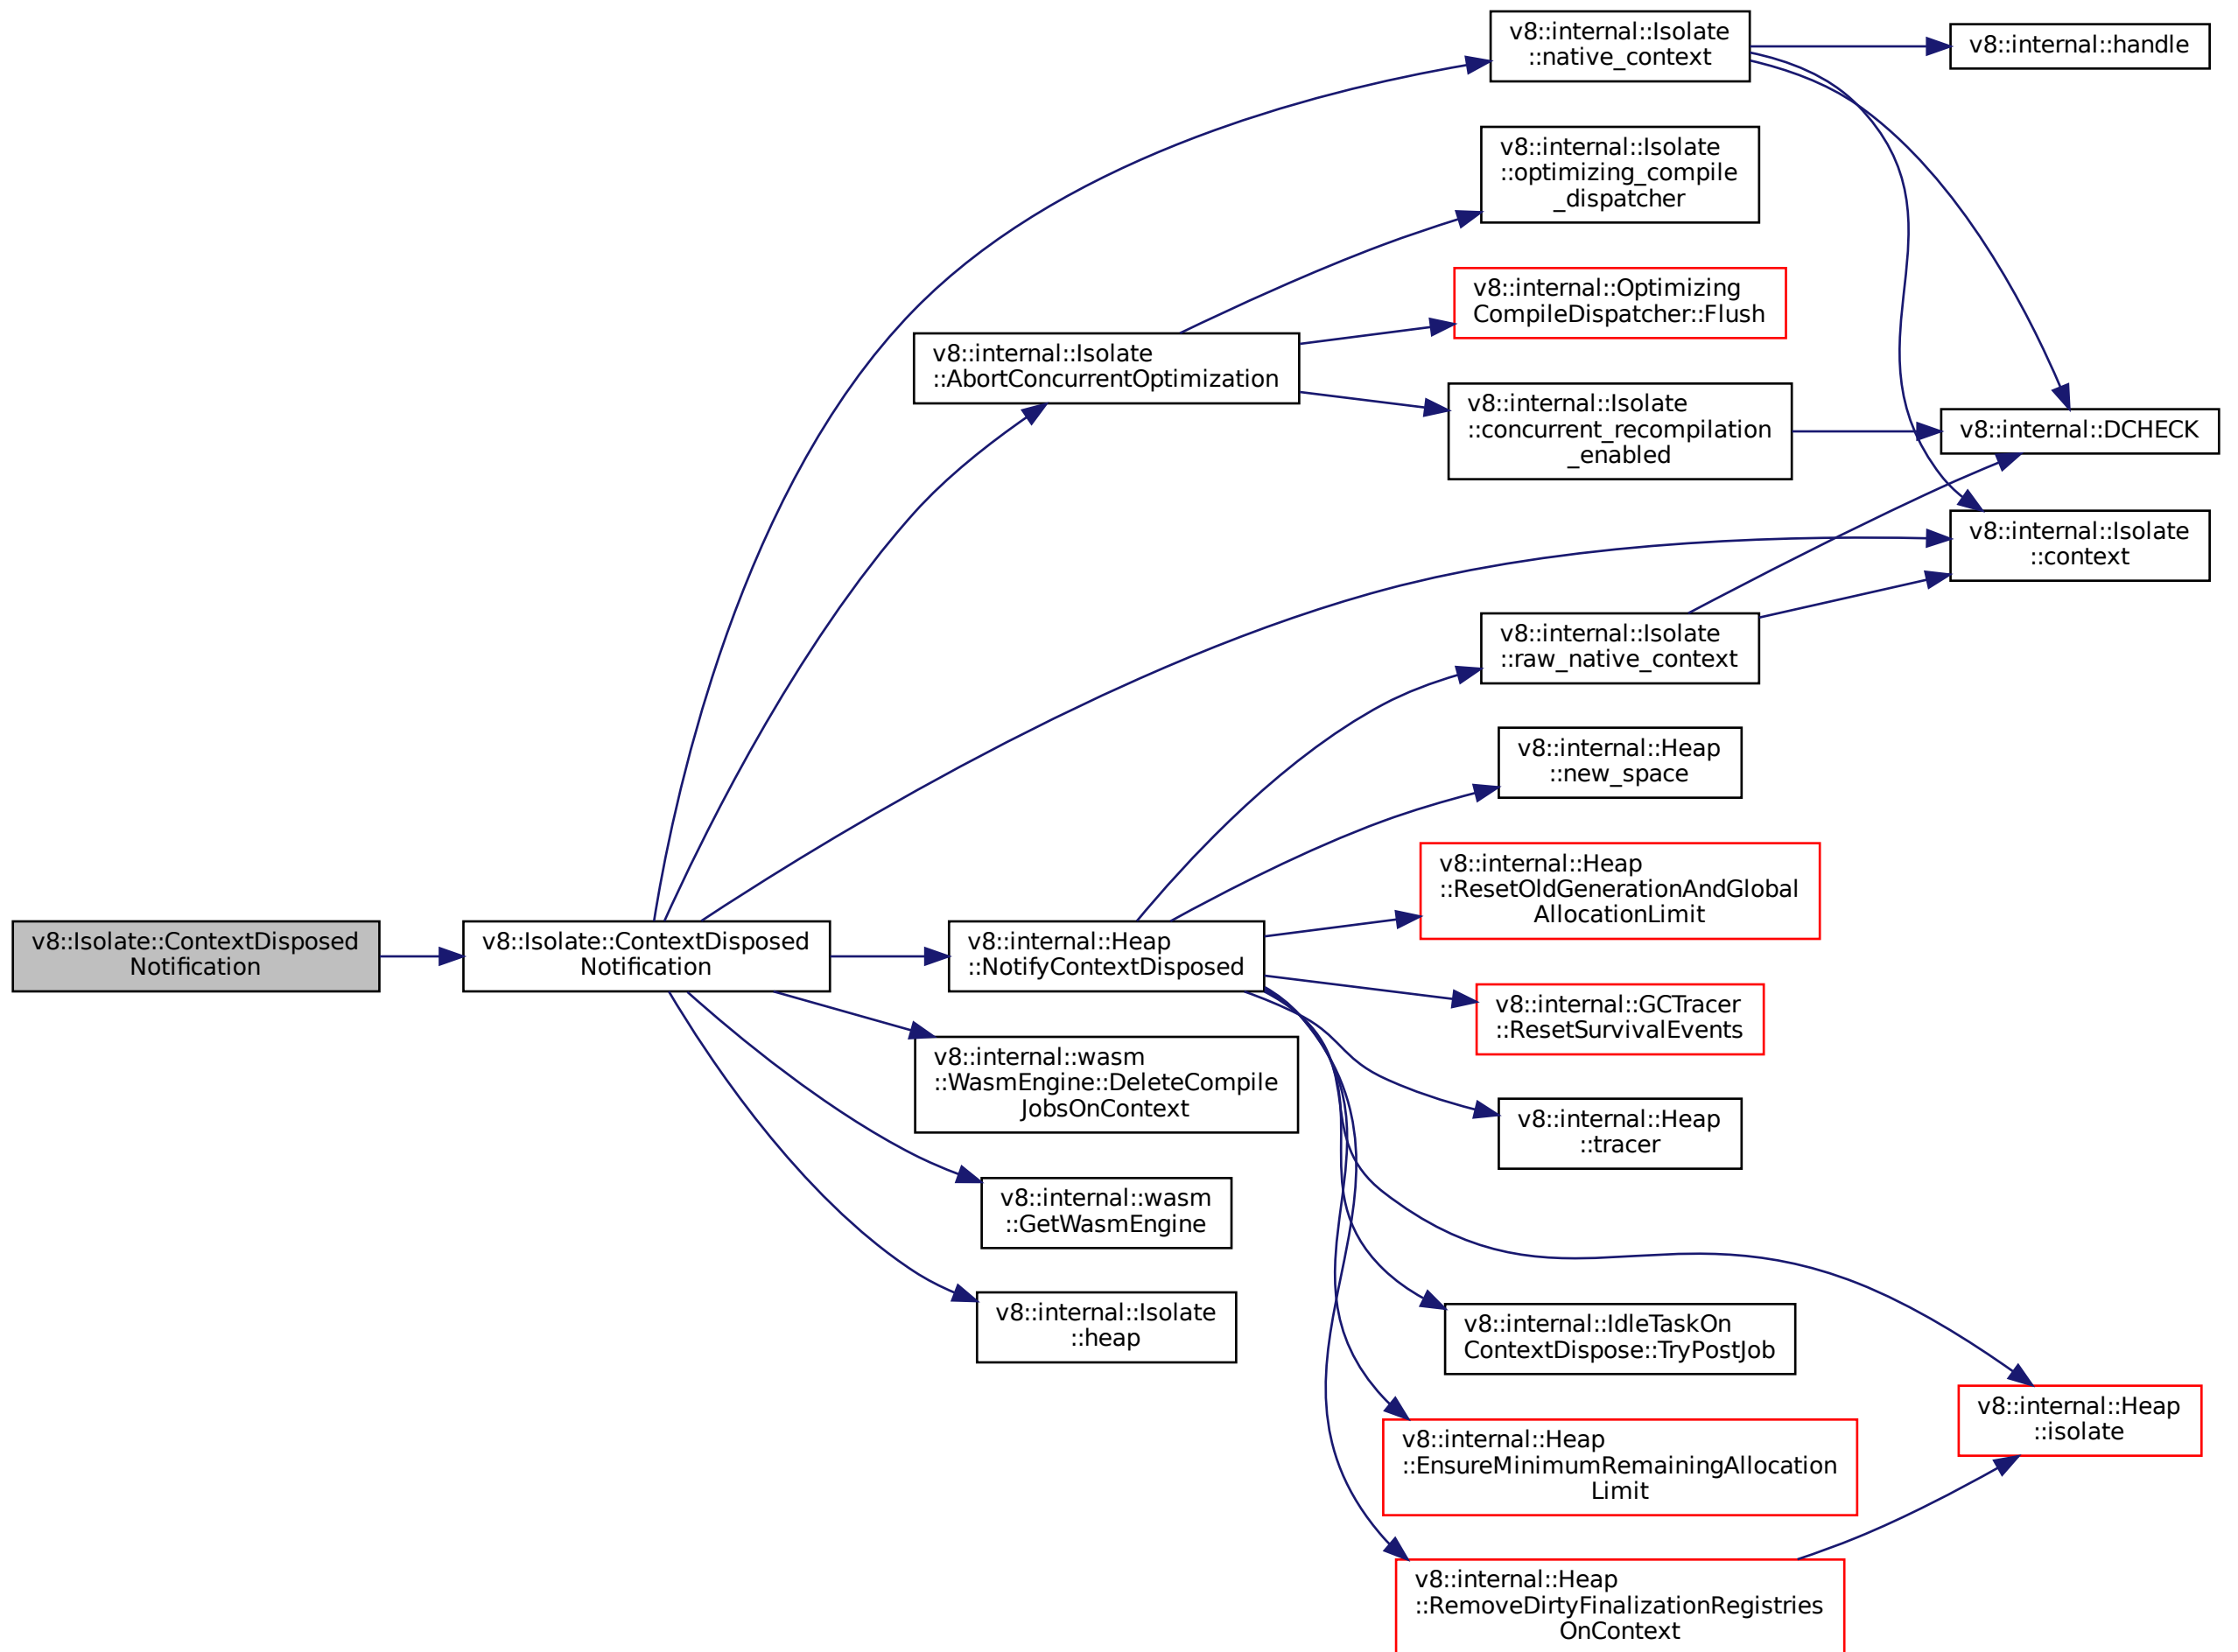 v8::internal::Isolate
::native_context
v8::internal::handle
v8::internal::Isolate
::optimizing_compile
_dispatcher
v8::internal::Optimizing
CompileDispatcher::Flush
v8::internal::Isolate
::AbortConcurrentOptimization
v8::internal::Isolate
::concurrent_recompilation
_enabled
v8::internal::DCHECK
v8::internal::Isolate
::context
v8::internal::Isolate
::raw_native_context
v8::internal::Heap
::new_space
v8::internal::Heap
::ResetOldGenerationAndGlobal
AllocationLimit
v8::Isolate::ContextDisposed
Notification
v8::Isolate::ContextDisposed
Notification
v8::internal::Heap
::NotifyContextDisposed
v8::internal::GCTracer
::ResetSurvivalEvents
v8::internal::wasm
::WasmEngine::DeleteCompile
JobsOnContext
v8::internal::Heap
::tracer
v8::internal::wasm
::GetWasmEngine
v8::internal::Isolate
::heap
v8::internal::IdleTaskOn
ContextDispose::TryPostJob
v8::internal::Heap
::isolate
v8::internal::Heap
::EnsureMinimumRemainingAllocation
Limit
v8::internal::Heap
::RemoveDirtyFinalizationRegistries
OnContext